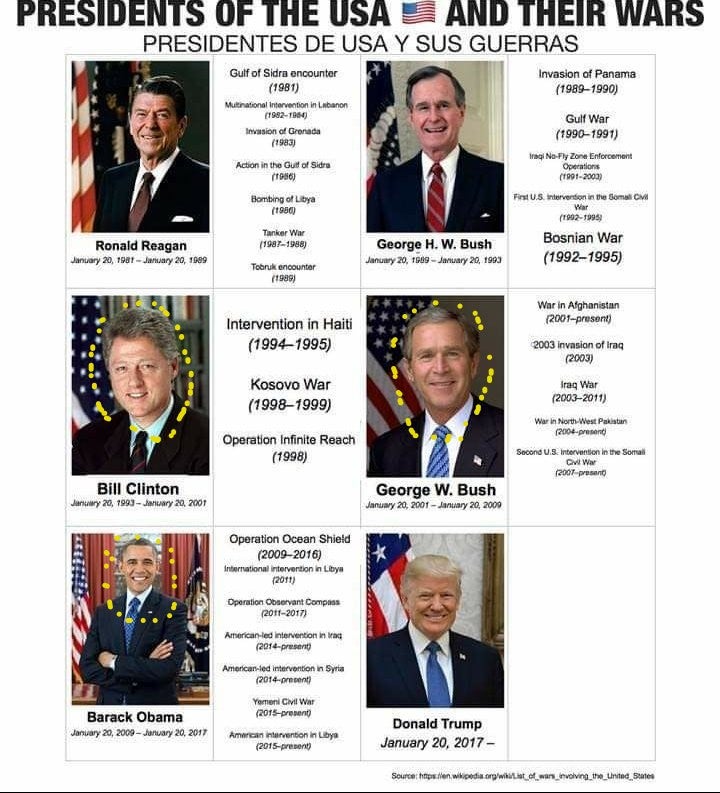 PRESIDENTS OF THE USA 🇺🇸 AND THEIR WARS
PRESIDENTES DE USA Y SUS GUERRAS
Ronald Reagan
January 20, 1981 – January 20, 1989
Gulf of Sidra encounter
(1981)
Multinational Intervention in Lebanon
(1982–1984)
Invasion of Grenada
(1983)
Action in the Gulf of Sidra
(1986)
Bombing of Libya
(1986)
Tanker War
(1987–1988)
Tobruk encounter
(1989)
George H. W. Bush
January 20, 1989 – January 20, 1993
Invasion of Panama
(1989–1990)
Gulf War
(1990–1991)
Iraqi No-Fly Zone Enforcement
Operations
(1991–2003)
First U.S. Intervention in the Somali Civil
War
(1992–1995)
Bosnian War
(1992–1995)
Bill Clinton
January 20, 1993 – January 20, 2001
Intervention in Haiti
(1994–1995)
Kosovo War
(1998–1999)
Operation Infinite Reach
(1998)
George W. Bush
January 20, 2001 – January 20, 2009
War in Afghanistan
(2001–present)
2003 invasion of Iraq
(2003)
Iraq War
(2003–2011)
War in North-West Pakistan
(2004–present)
Second U.S. Intervention in the Somali
Civil War
(2007–present)
Barack Obama
January 20, 2009 – January 20, 2017
Operation Ocean Shield
(2009–2016)
International intervention in Libya
(2011)
Operation Observant Compass
(2011–2017)
American-led intervention in Iraq
(2014–present)
American-led intervention in Syria
(2014–present)
Yemeni Civil War
(2015–present)
American intervention in Libya
(2015–present)
Donald Trump
January 20, 2017 –
Source: https://en.wikipedia.org/wiki/List_of_wars_involving_the_United_States